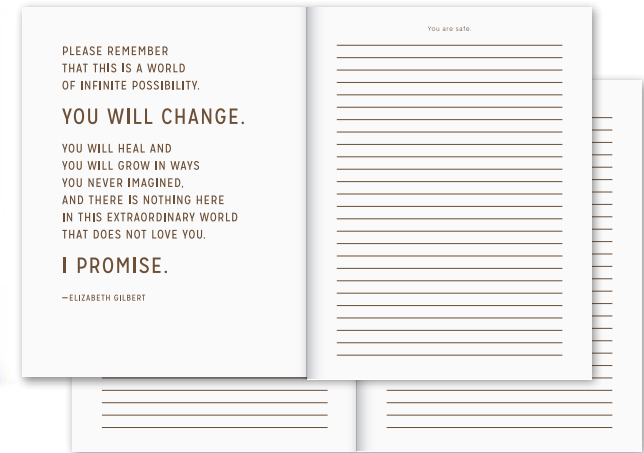 PLEASE REMEMBER
THAT THIS IS A WORLD
OF INFINITE POSSIBILITY.
YOU WILL CHANGE.
YOU WILL HEAL AND
YOU WILL GROW IN WAYS
YOU NEVER IMAGINED,
AND THERE IS NOTHING HERE
IN THIS EXTRAORDINARY WORLD
THAT DOES NOT LOVE YOU.
I PROMISE.
—ELIZABETH GILBERT
You are safe.